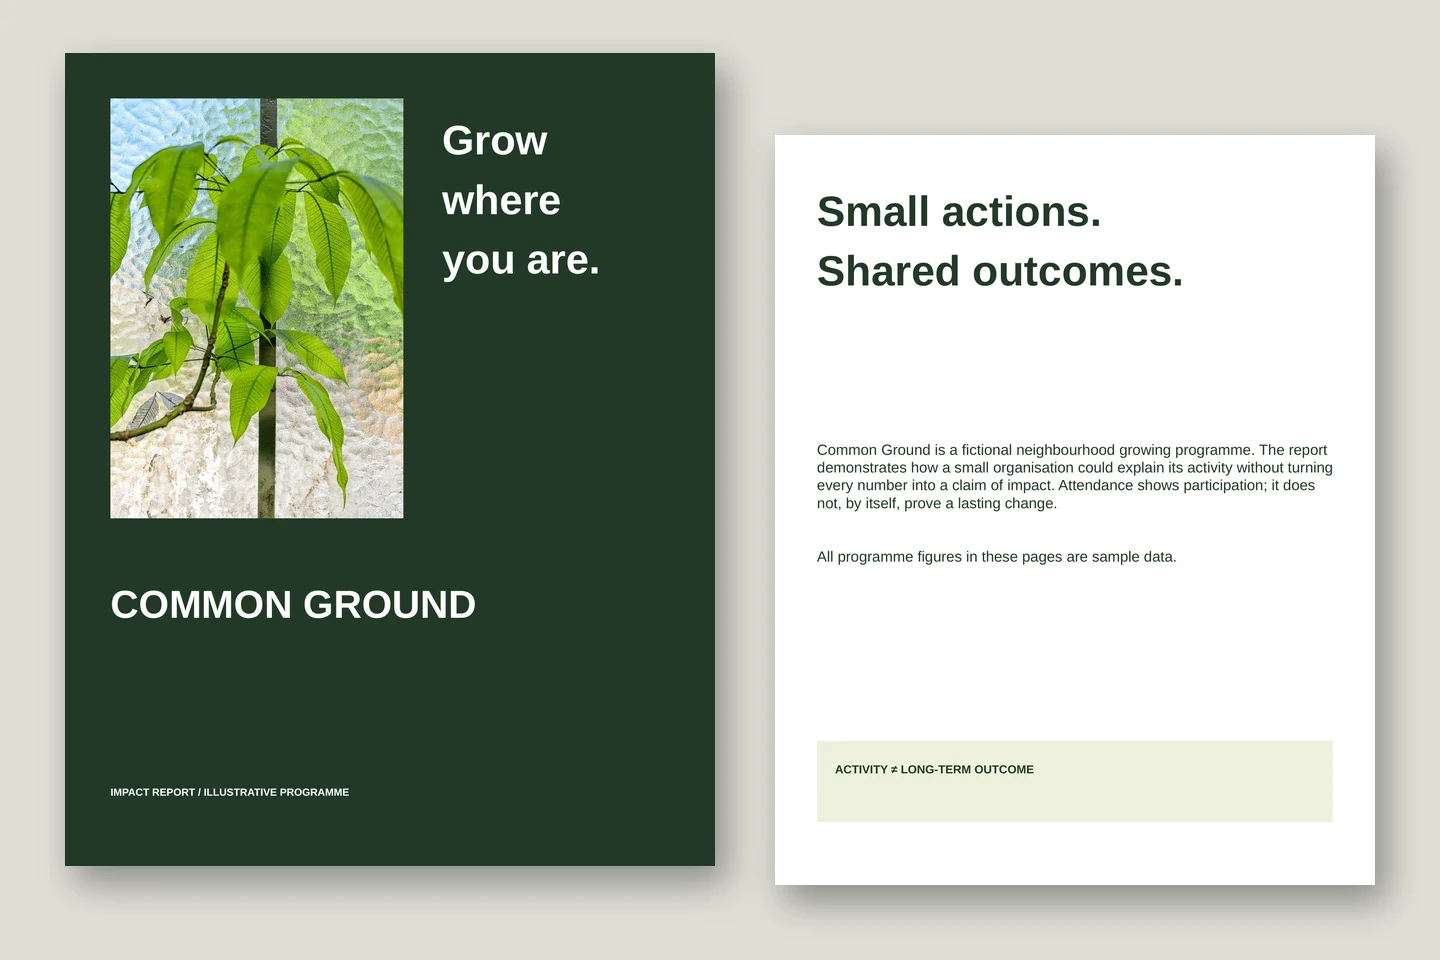 Grow
where
you are.
COMMON GROUND
IMPACT REPORT / ILLUSTRATIVE PROGRAMME
Small actions.
Shared outcomes.
Common Ground is a fictional neighbourhood growing programme. The report
demonstrates how a small organisation could explain its activity without turning
every number into a claim of impact. Attendance shows participation; it does
not, by itself, prove a lasting change.
All programme figures in these pages are sample data.
ACTIVITY ≠ LONG-TERM OUTCOME